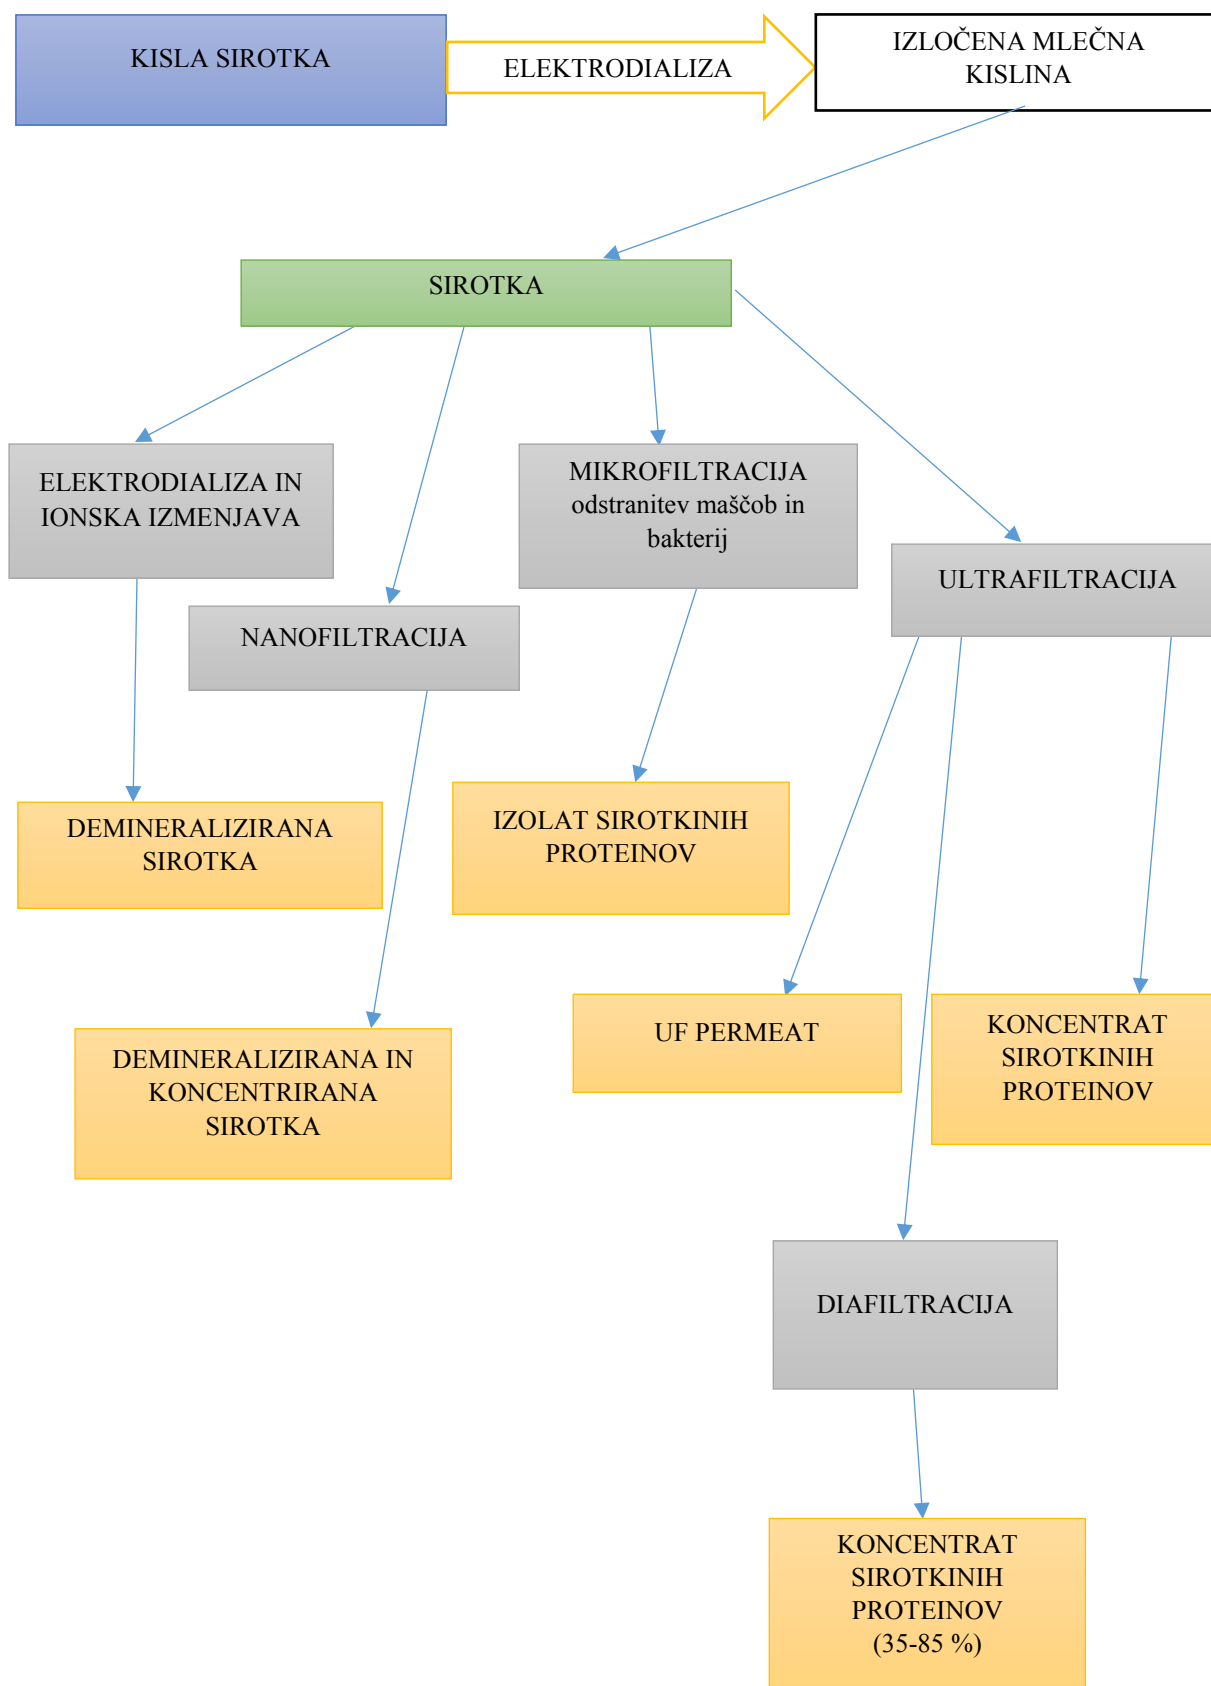 KISLA SIROTKA
ELEKTRODIALIZA
IZLOČENA MLEČNA
KISLINA
SIROTKA
ELEKTRODIALIZA IN
IONSKA IZMENJAVA
NANOFILTRACIJA
MIKROFILTRACIJA
odstranitev maščob in
bakterij
ULTRAFILTRACIJA
DEMINERALIZIRANA
SIROTKA
IZOLAT SIROTKINIH
PROTEINOV
DEMINERALIZIRANA IN
KONCENTRIRANA
SIROTKA
UF PERMEAT
KONCENTRAT
SIROTKINIH
PROTEINOV
DIAFILTRACIJA
KONCENTRAT
SIROTKINIH
PROTEINOV
(35-85 %)